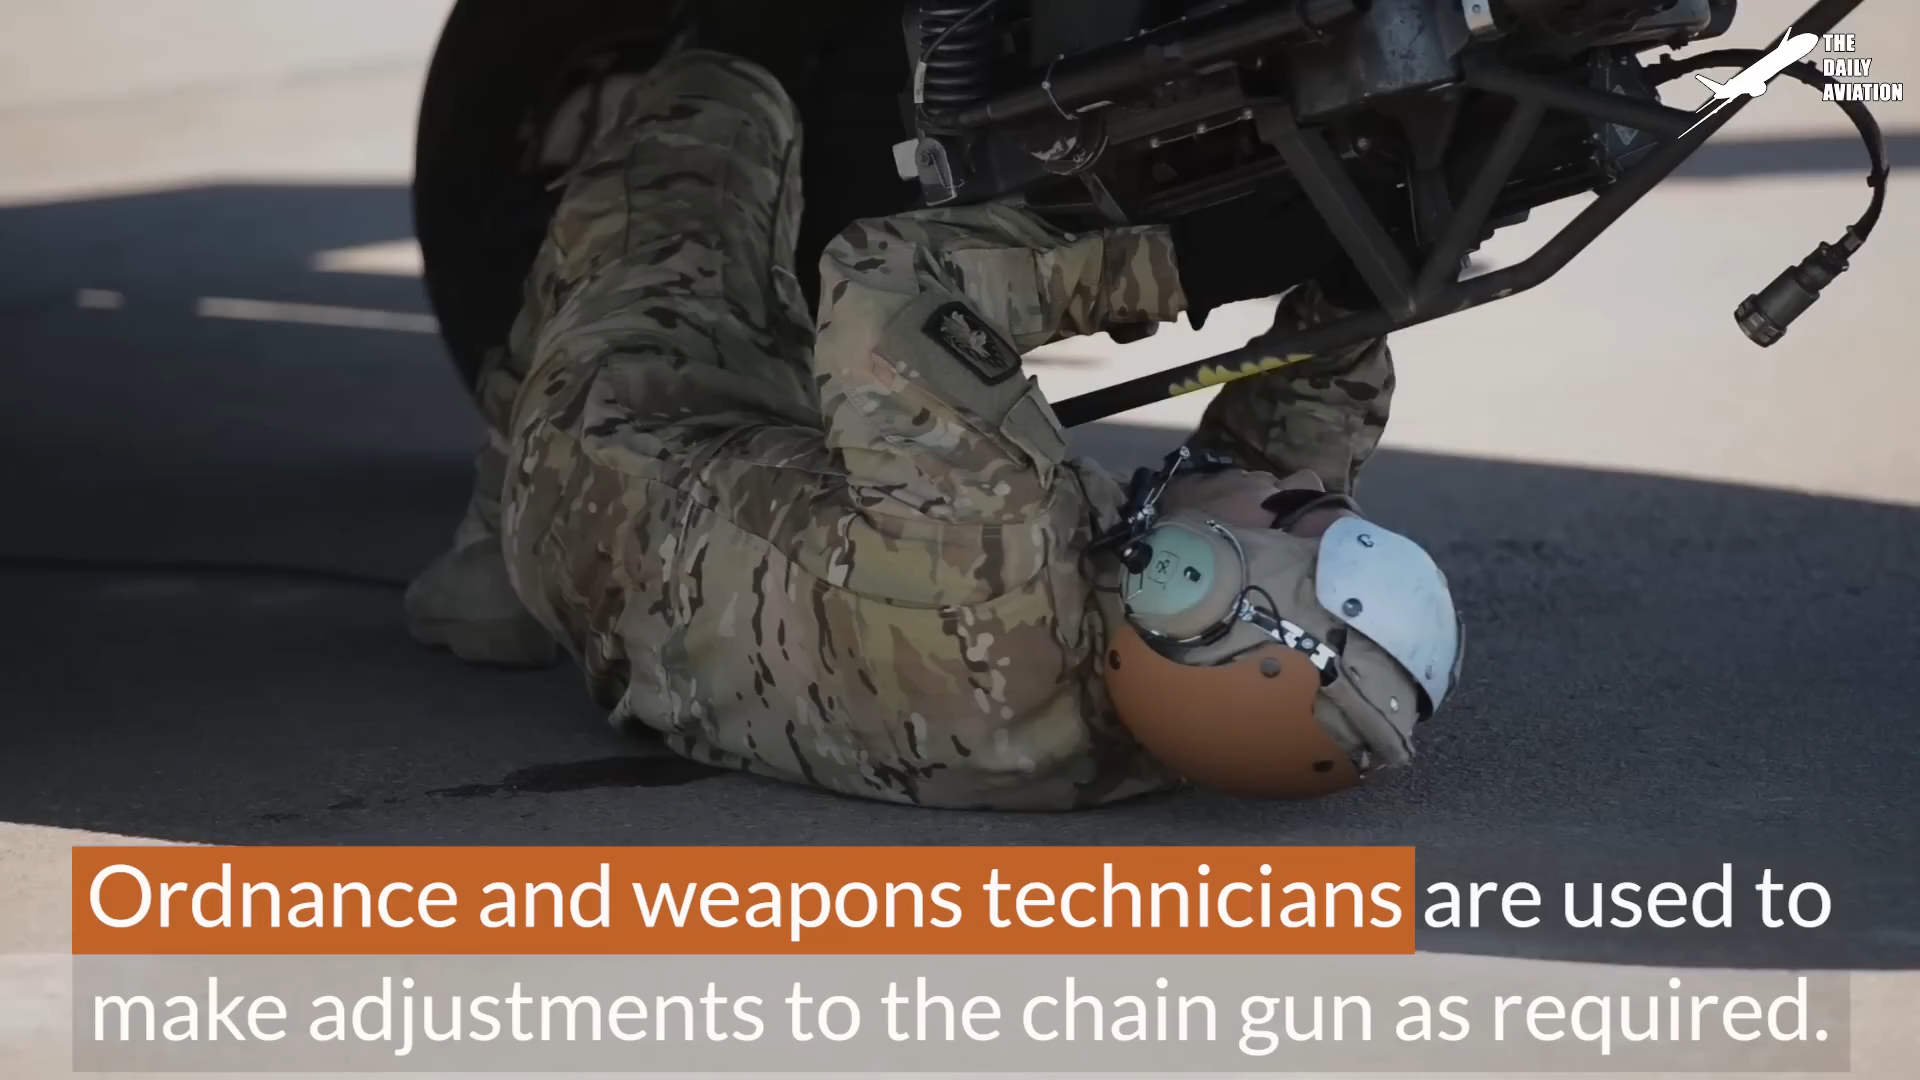 THE
DAILY
AVIATION
Ordnance and weapons technicians are used to
make adjustments to the chain gun as required.